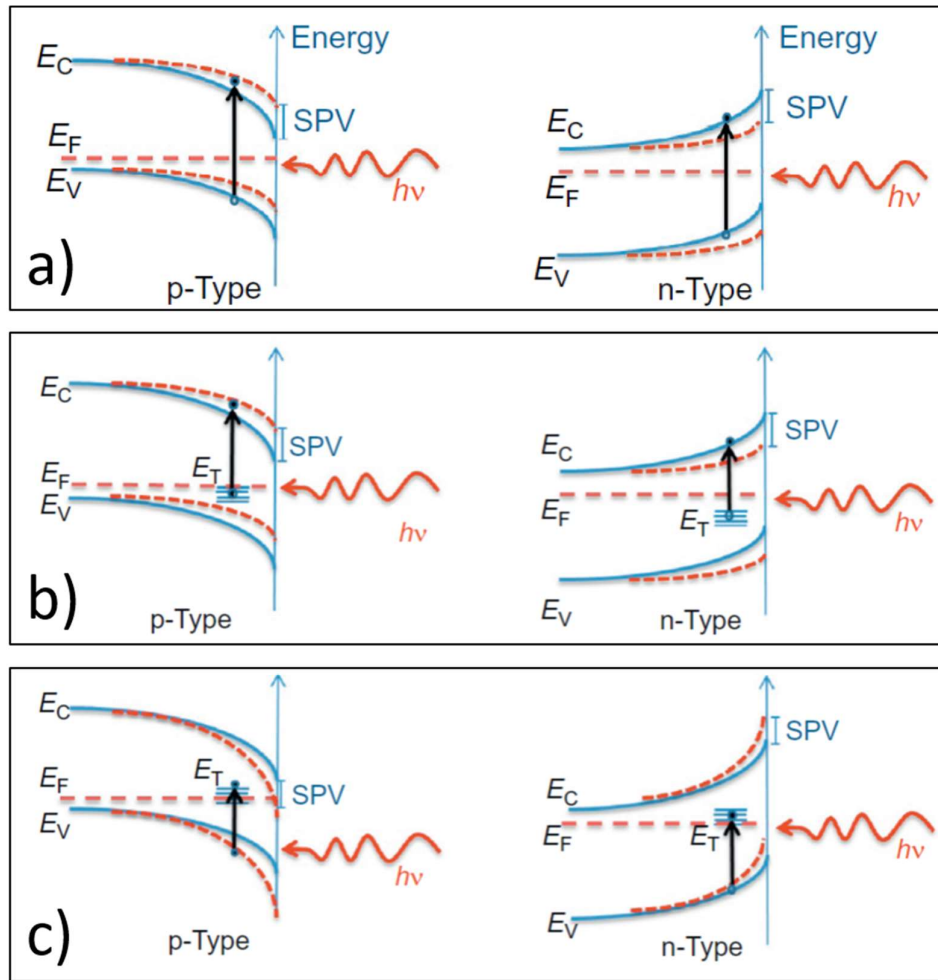 Energy
E_C
SPV
E_F
E_V
hν
a)
p-Type
Energy
SPV
E_C
E_F
hν
E_V
n-Type
E_C
SPV
E_T
E_F
E_V
hν
b)
p-Type
SPV
E_C
E_F
E_T
hν
E_V
n-Type
E_C
E_T
E_F
SPV
E_V
hν
c)
p-Type
SPV
E_C
E_F
E_T
hν
E_V
n-Type